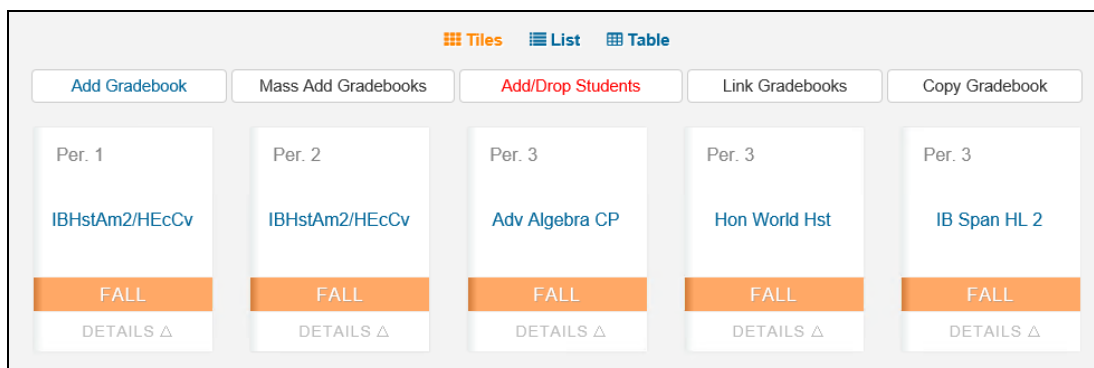 Tiles List Table
Add Gradebook Mass Add Gradebooks Add/Drop Students Link Gradebooks Copy Gradebook
Per. 1 Per. 2 Per. 3 Per. 3 Per. 3
IBHstAm2/HEcCv IBHstAm2/HEcCv Adv Algebra CP Hon World Hst IB Span HL 2
FALL FALL FALL FALL FALL
DETAILS △ DETAILS △ DETAILS △ DETAILS △ DETAILS △